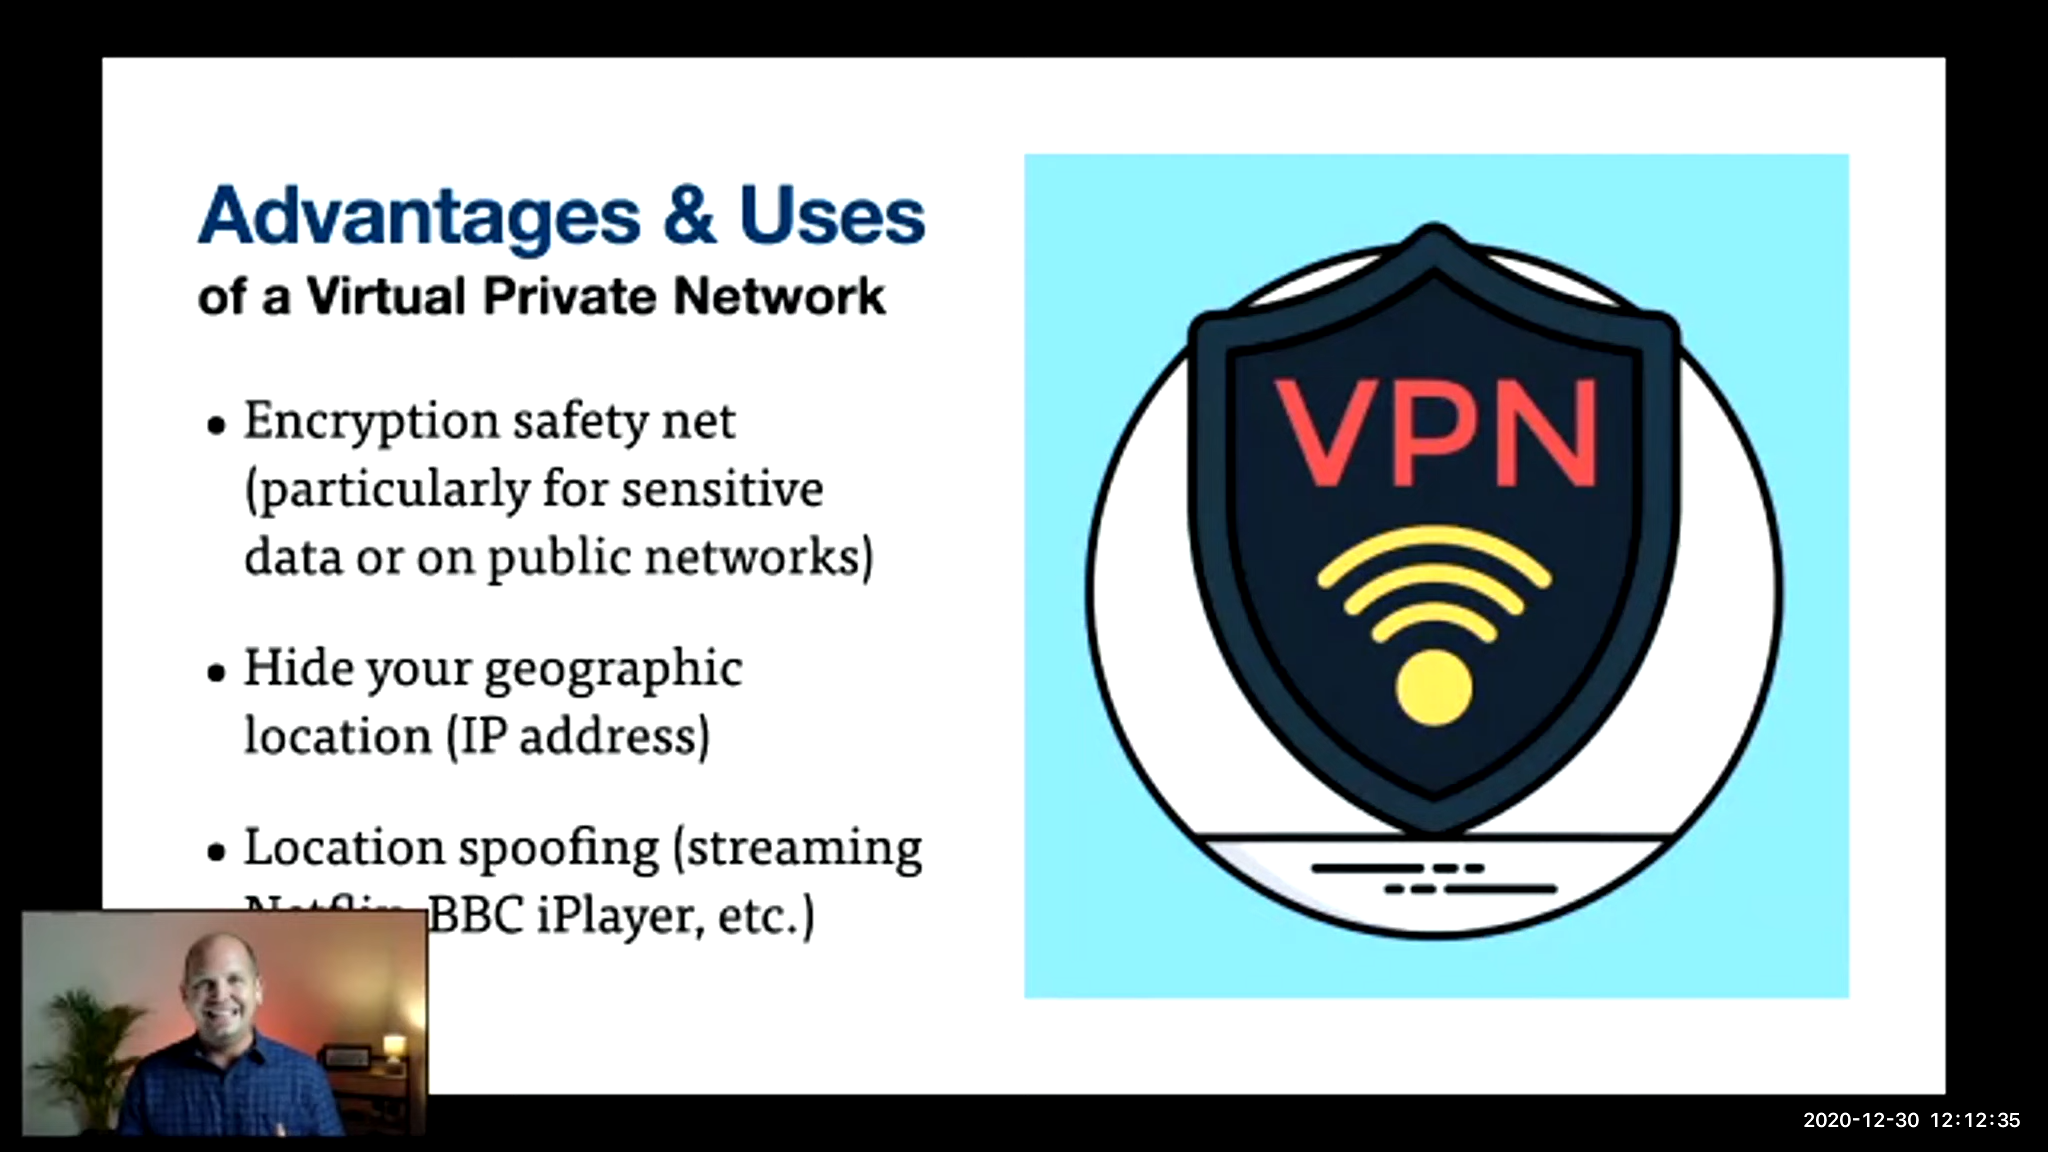 Advantages & Uses
of a Virtual Private Network
• Encryption safety net
(particularly for sensitive
data or on public networks)
• Hide your geographic
location (IP address)
• Location spoofing (streaming
BBC iPlayer, etc.)
VPN
2020-12-30 12:12:35